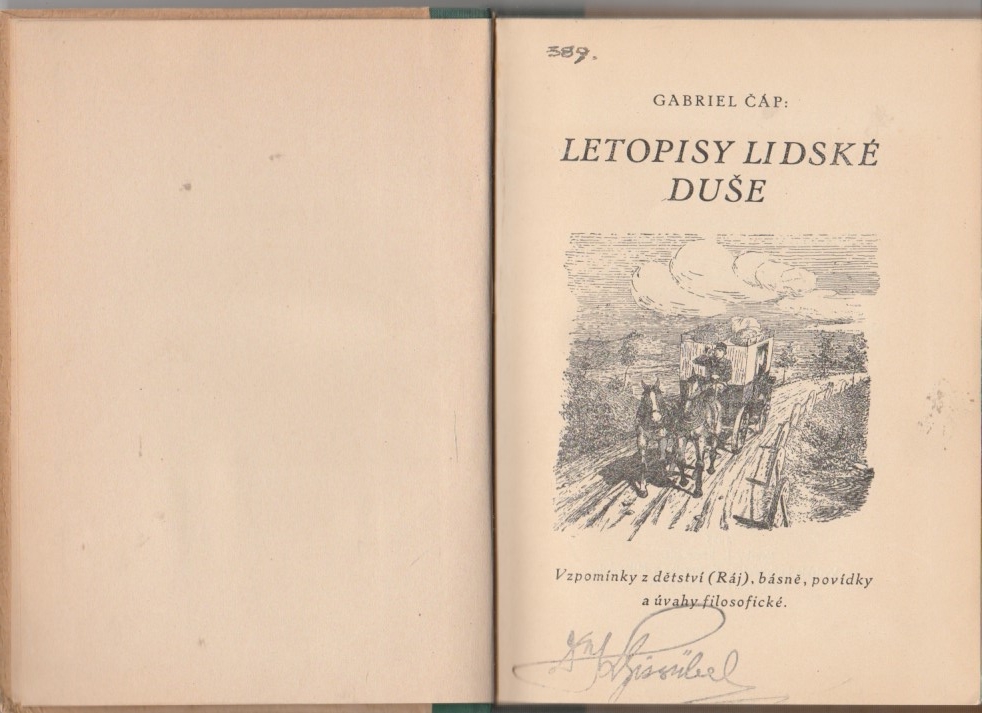 389.
GABRIEL ČÁP:
LETOPISY LIDSKÉ
DUŠE
Vzpomínky z dětství (Ráj), básně, povídky
a úvahy filosofické.